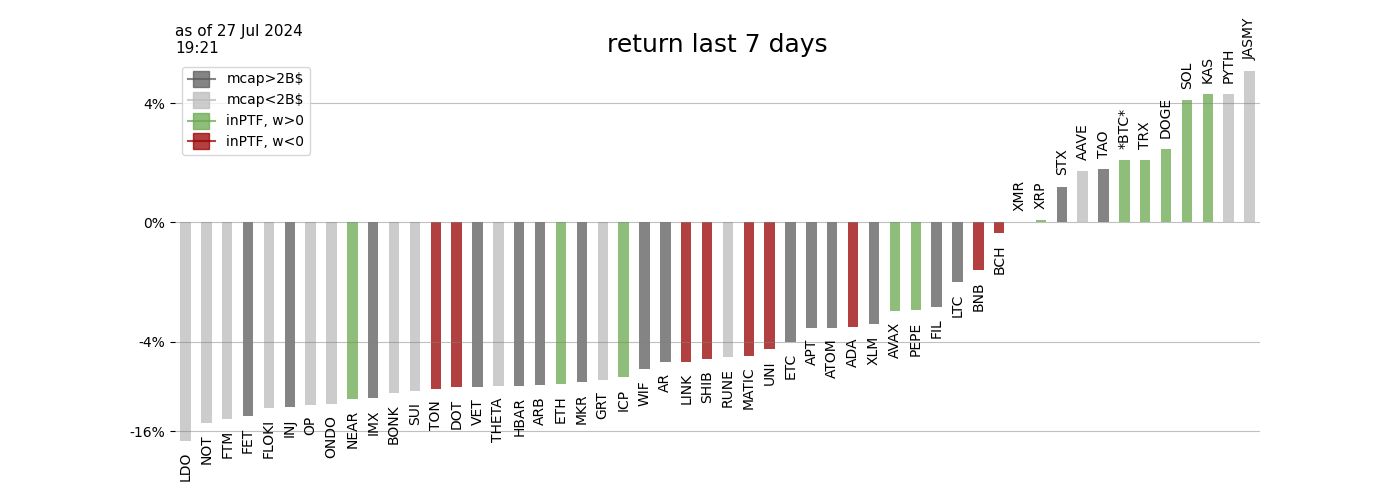 as of 27 Jul 2024
19:21
return last 7 days
mcap>2B$
mcap<2B$
inPTF, w>0
inPTF, w<0
4%
0%
-4%
-16%
LDO
NOT
FTM
FET
FLOKI
INJ
OP
ONDO
NEAR
IMX
BONK
SUI
TON
DOT
VET
THETA
HBAR
ARB
ETH
MKR
GRT
ICP
WIF
AR
LINK
SHIB
RUNE
MATIC
UNI
ETC
APT
ATOM
ADA
XLM
AVAX
PEPE
FIL
LTC
BNB
BCH
XMR
XRP
STX
AAVE
TAO
*BTC*
TRX
DOGE
SOL
KAS
PYTH
JASMY